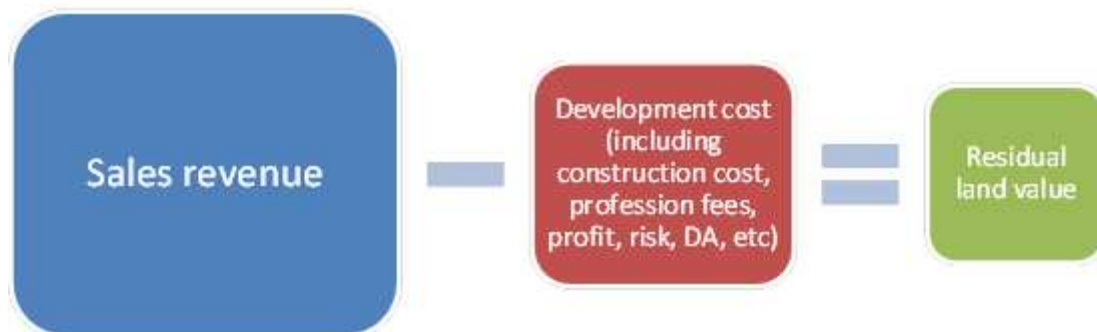 Sales revenue
Development cost
(including
construction cost,
profession fees,
profit, risk, DA, etc)
Residual
land value